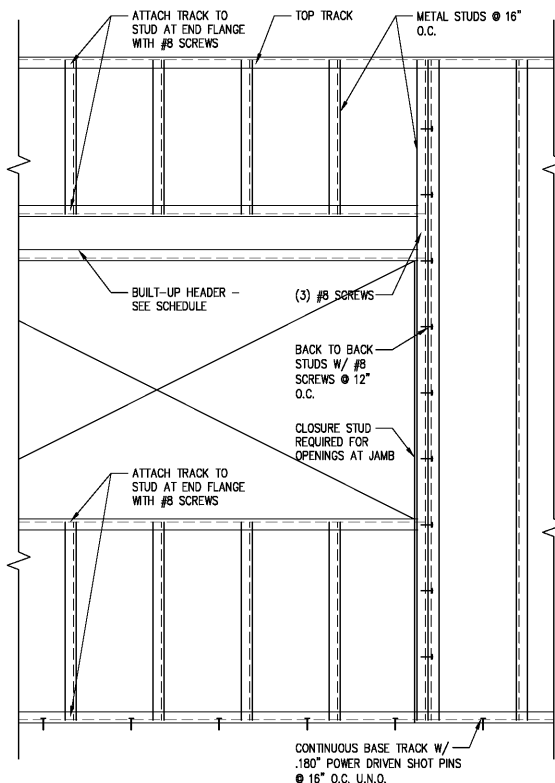 ATTACH TRACK TO
STUD AT END FLANGE
WITH #8 SCREWS
TOP TRACK
METAL STUDS @ 16"
O.C.
BUILT-UP HEADER -
SEE SCHEDULE
(3) #8 SCREWS
BACK TO BACK
STUDS W/ #8
SCREWS @ 12"
O.C.
CLOSURE STUD
REQUIRED FOR
OPENINGS AT JAMB
ATTACH TRACK TO
STUD AT END FLANGE
WITH #8 SCREWS
CONTINUOUS BASE TRACK W/
.180" POWER DRIVEN SHOT PINS
@ 16" O.C. U.N.O.